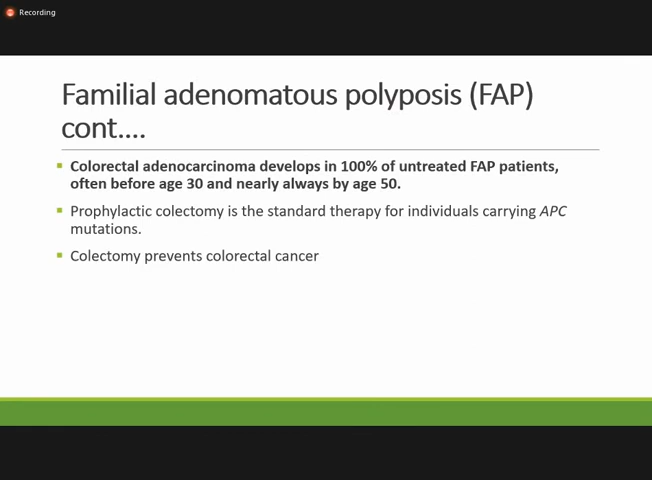 Recording
Familial adenomatous polyposis (FAP)
cont....
▪ Colorectal adenocarcinoma develops in 100% of untreated FAP patients,
often before age 30 and nearly always by age 50.
▪ Prophylactic colectomy is the standard therapy for individuals carrying APC
mutations.
▪ Colectomy prevents colorectal cancer